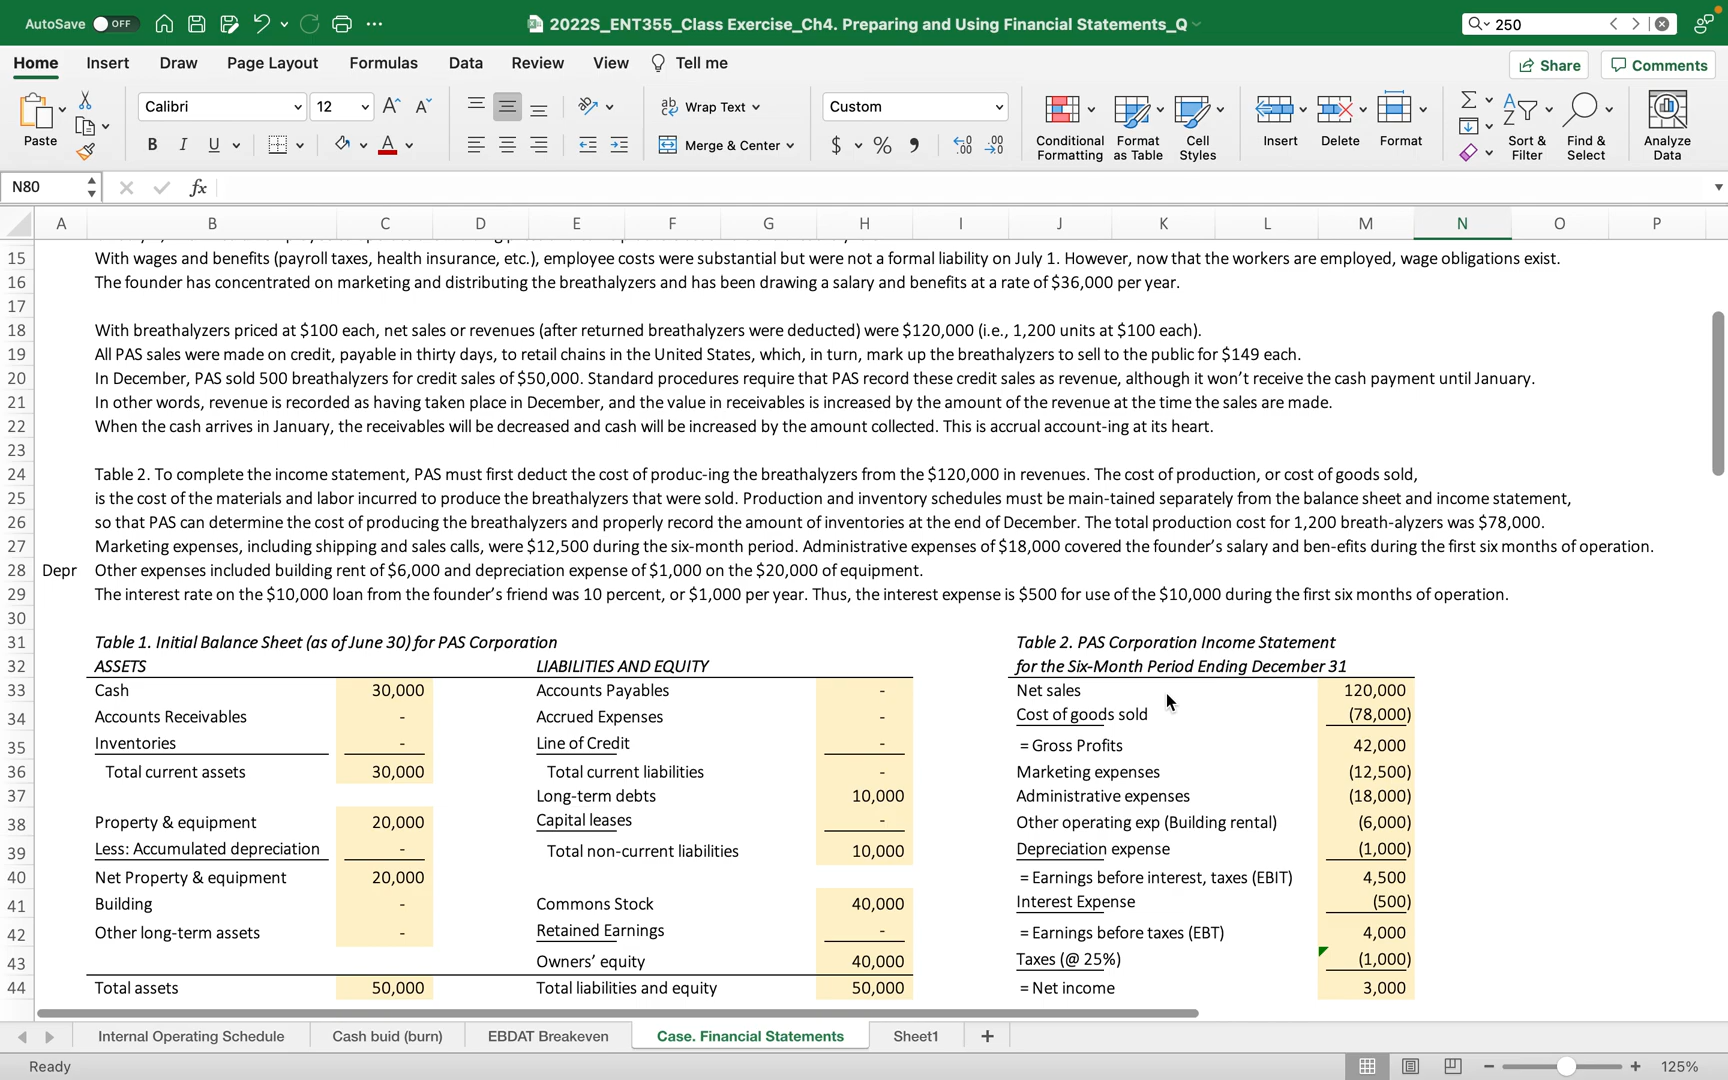 AutoSave OFF
2022S_ENT355_Class Exercise_Ch4. Preparing and Using Financial Statements_Q
250
Home Insert Draw Page Layout Formulas Data Review View Tell me
Share Comments
Paste
Calibri 12
B I U A
Wrap Text
Merge & Center
Custom
$ % 9
Conditional Formatting
Format as Table
Cell Styles
Insert Delete Format
Sort & Filter
Find & Select
Analyze Data
N80 fx
A B C D E F G H I J K L M N O P
15 With wages and benefits (payroll taxes, health insurance, etc.), employee costs were substantial but were not a formal liability on July 1. However, now that the workers are employed, wage obligations exist.
16 The founder has concentrated on marketing and distributing the breathalyzers and has been drawing a salary and benefits at a rate of $36,000 per year.
17
18 With breathalyzers priced at $100 each, net sales or revenues (after returned breathalyzers were deducted) were $120,000 (i.e., 1,200 units at $100 each).
19 All PAS sales were made on credit, payable in thirty days, to retail chains in the United States, which, in turn, mark up the breathalyzers to sell to the public for $149 each.
20 In December, PAS sold 500 breathalyzers for credit sales of $50,000. Standard procedures require that PAS record these credit sales as revenue, although it won't receive the cash payment until January.
21 In other words, revenue is recorded as having taken place in December, and the value in receivables is increased by the amount of the revenue at the time the sales are made.
22 When the cash arrives in January, the receivables will be decreased and cash will be increased by the amount collected. This is accrual account-ing at its heart.
23
24 Table 2. To complete the income statement, PAS must first deduct the cost of produc-ing the breathalyzers from the $120,000 in revenues. The cost of production, or cost of goods sold,
25 is the cost of the materials and labor incurred to produce the breathalyzers that were sold. Production and inventory schedules must be main-tained separately from the balance sheet and income statement,
26 so that PAS can determine the cost of producing the breathalyzers and properly record the amount of inventories at the end of December. The total production cost for 1,200 breath-alyzers was $78,000.
27 Marketing expenses, including shipping and sales calls, were $12,500 during the six-month period. Administrative expenses of $18,000 covered the founder's salary and ben-efits during the first six months of operation.
28 Depr Other expenses included building rent of $6,000 and depreciation expense of $1,000 on the $20,000 of equipment.
29 The interest rate on the $10,000 loan from the founder's friend was 10 percent, or $1,000 per year. Thus, the interest expense is $500 for use of the $10,000 during the first six months of operation.
30
31 Table 1. Initial Balance Sheet (as of June 30) for PAS Corporation Table 2. PAS Corporation Income Statement
32 ASSETS LIABILITIES AND EQUITY for the Six-Month Period Ending December 31
33 Cash 30,000 Accounts Payables - Net sales 120,000
34 Accounts Receivables - Accrued Expenses - Cost of goods sold (78,000)
35 Inventories - Line of Credit - = Gross Profits 42,000
36 Total current assets 30,000 Total current liabilities - Marketing expenses (12,500)
37 Long-term debts 10,000 Administrative expenses (18,000)
38 Property & equipment 20,000 Capital leases - Other operating exp (Building rental) (6,000)
39 Less: Accumulated depreciation - Total non-current liabilities 10,000 Depreciation expense (1,000)
40 Net Property & equipment 20,000 = Earnings before interest, taxes (EBIT) 4,500
41 Building - Commons Stock 40,000 Interest Expense (500)
42 Other long-term assets - Retained Earnings - = Earnings before taxes (EBT) 4,000
43 Owners' equity 40,000 Taxes (@ 25%) (1,000)
44 Total assets 50,000 Total liabilities and equity 50,000 = Net income 3,000
Internal Operating Schedule Cash buid (burn) EBDAT Breakeven Case. Financial Statements Sheet1 +
Ready 125%